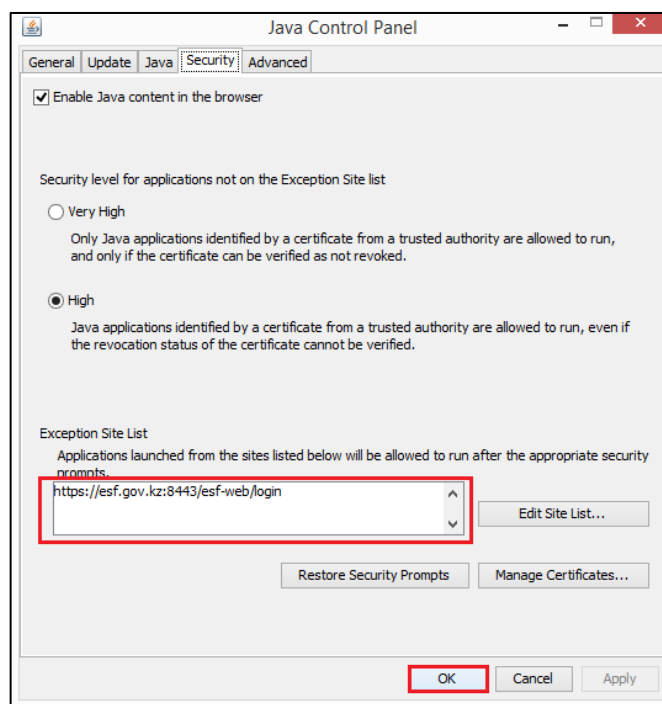 Java Control Panel
General Update Java Security Advanced
Enable Java content in the browser
Security level for applications not on the Exception Site list
Very High
Only Java applications identified by a certificate from a trusted authority are allowed to run,
and only if the certificate can be verified as not revoked.
High
Java applications identified by a certificate from a trusted authority are allowed to run, even if
the revocation status of the certificate cannot be verified.
Exception Site List
Applications launched from the sites listed below will be allowed to run after the appropriate security
prompts.
https://esf.gov.kz:8443/esf-web/login
Edit Site List...
Restore Security Prompts Manage Certificates...
OK Cancel Apply